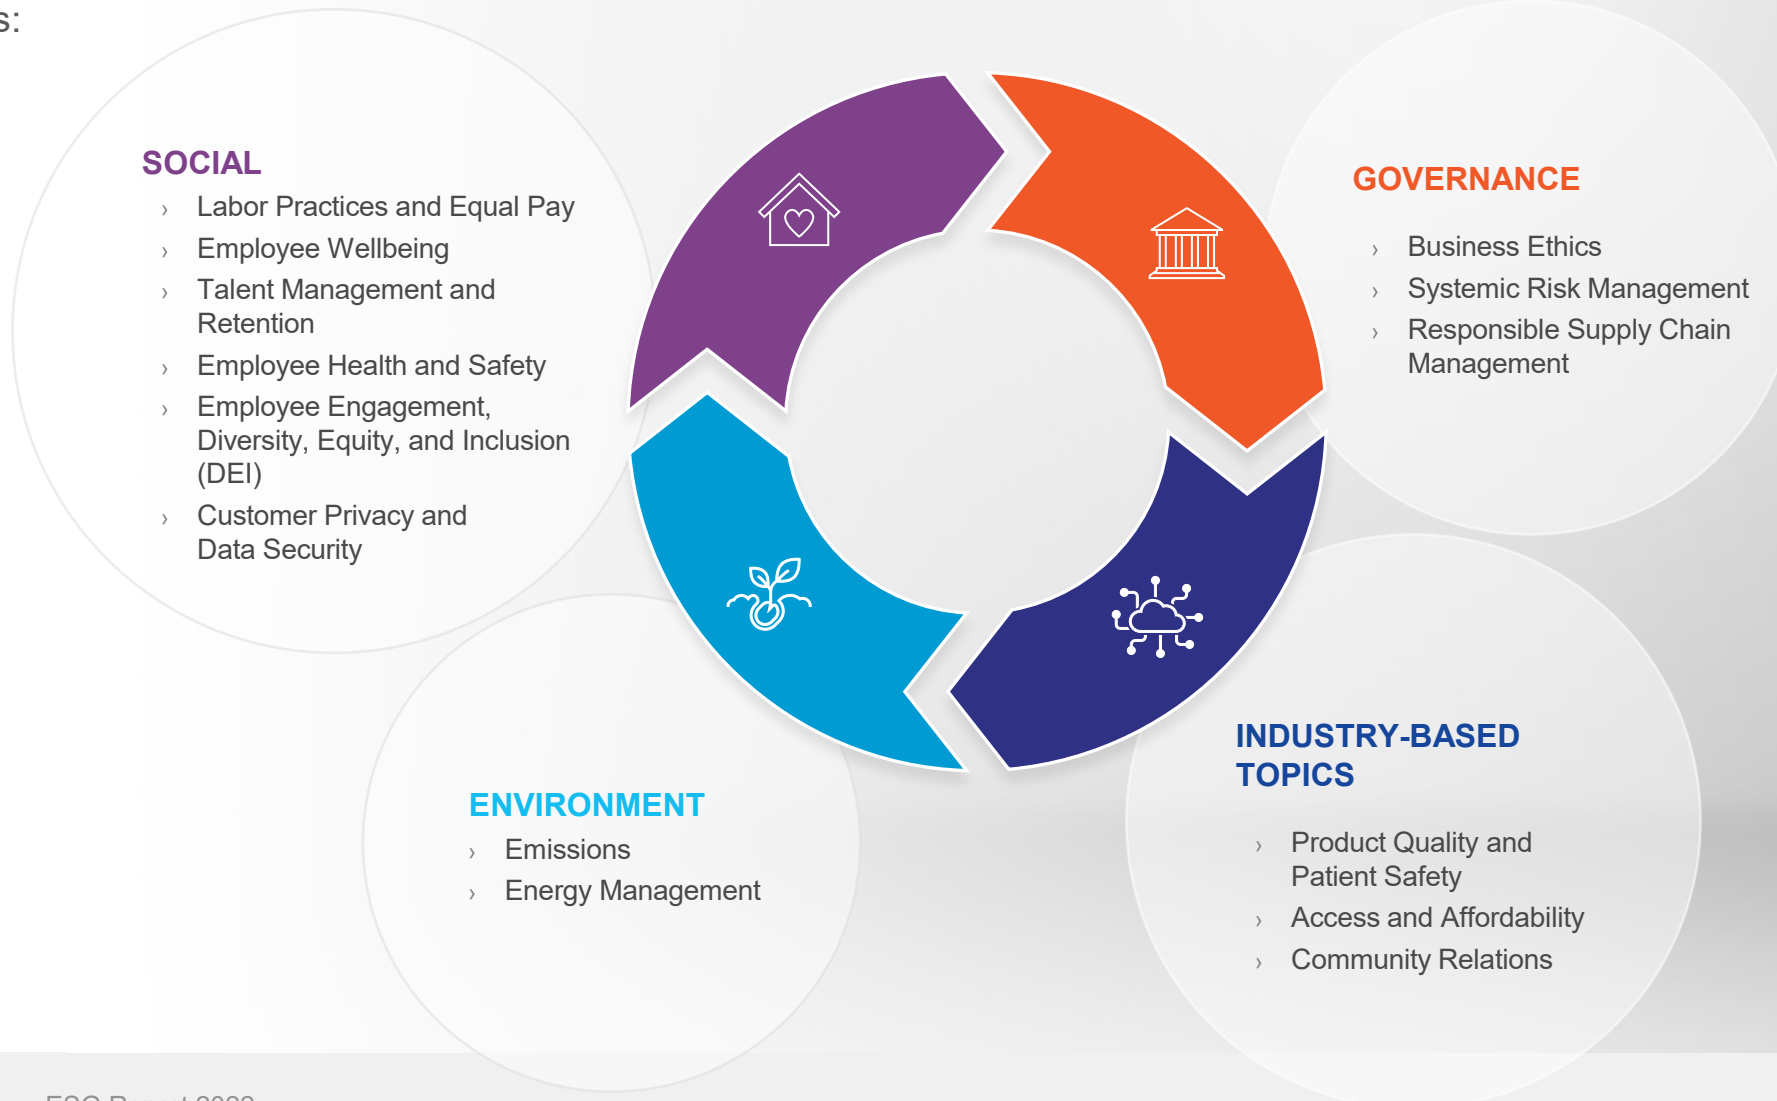 s:
SOCIAL
› Labor Practices and Equal Pay
› Employee Wellbeing
› Talent Management and
Retention
› Employee Health and Safety
› Employee Engagement,
Diversity, Equity, and Inclusion
(DEI)
› Customer Privacy and
Data Security
GOVERNANCE
› Business Ethics
› Systemic Risk Management
› Responsible Supply Chain
Management
ENVIRONMENT
› Emissions
› Energy Management
INDUSTRY-BASED
TOPICS
› Product Quality and
Patient Safety
› Access and Affordability
› Community Relations
ESG Report